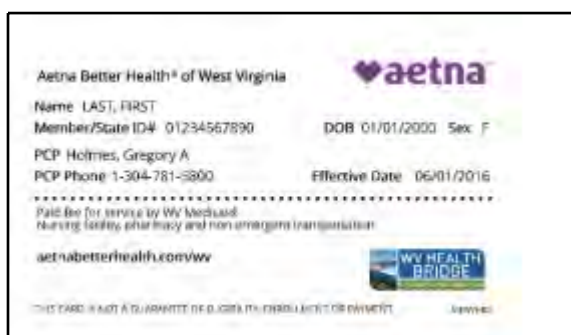 aetna
Aetna Better Health® of West Virginia
Name LAST, FIRST
Member/State ID# 01234567890 DOB 01/01/2000 Sex F
PCP Holmes, Gregory A
PCP Phone 1-304-781-5800 Effective Date 06/01/2016
Paid fee for service by WV Medicaid
Nursing facility, pharmacy and non emergent transportation
aetnabetterhealth.com/wv
WV HEALTH
BRIDGE
THIS CARD IS NOT A GUARANTEE OF ELIGIBILITY, ENROLLMENT OR PAYMENT.